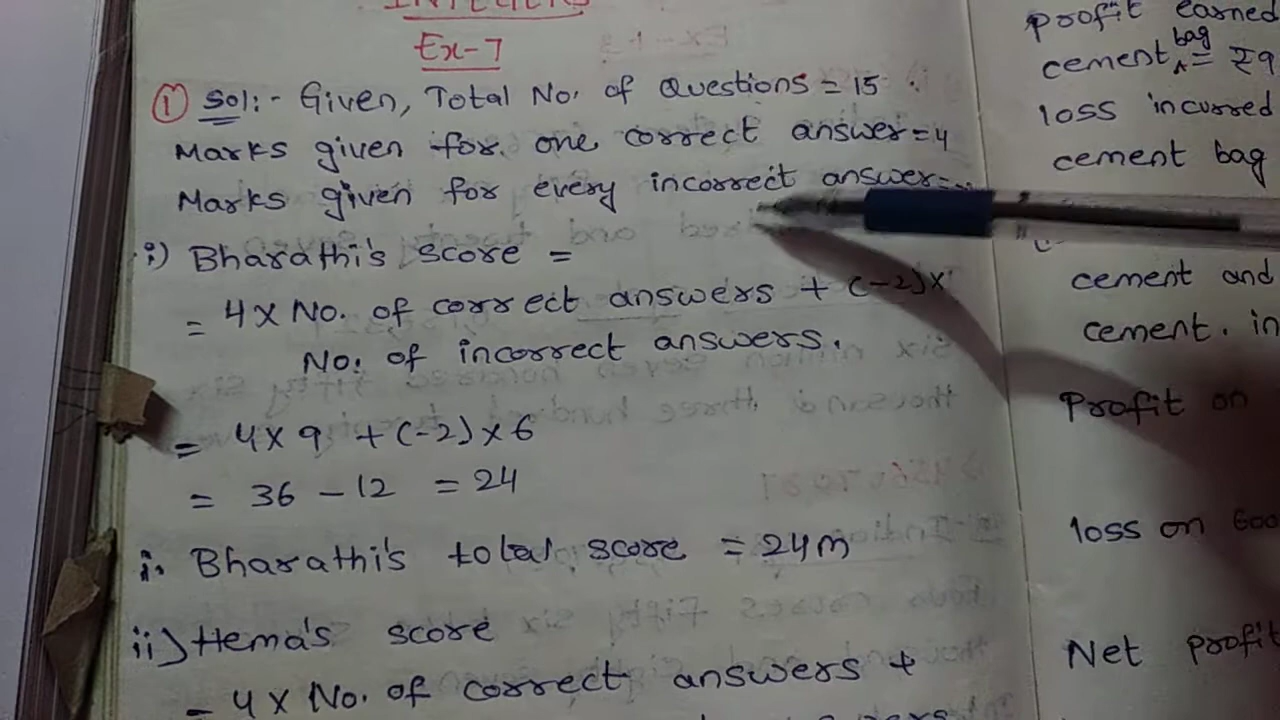 Ex-7
① Sol:- Given, Total No. of Questions = 15
Marks given for one correct answer = 4
Marks given for every incorrect answer =
i) Bharathi's score =
= 4 x No. of correct answers + (-2) x
No. of incorrect answers.
= 4 x 9 + (-2) x 6
= 36 - 12 = 24
∴ Bharathi's total score = 24m
ii) Hema's score
= 4 x No. of correct answers +
Profit earned
cement bag = ₹9
loss incurred
cement bag
cement and
cement. in
Profit on
loss on 600
Net profit